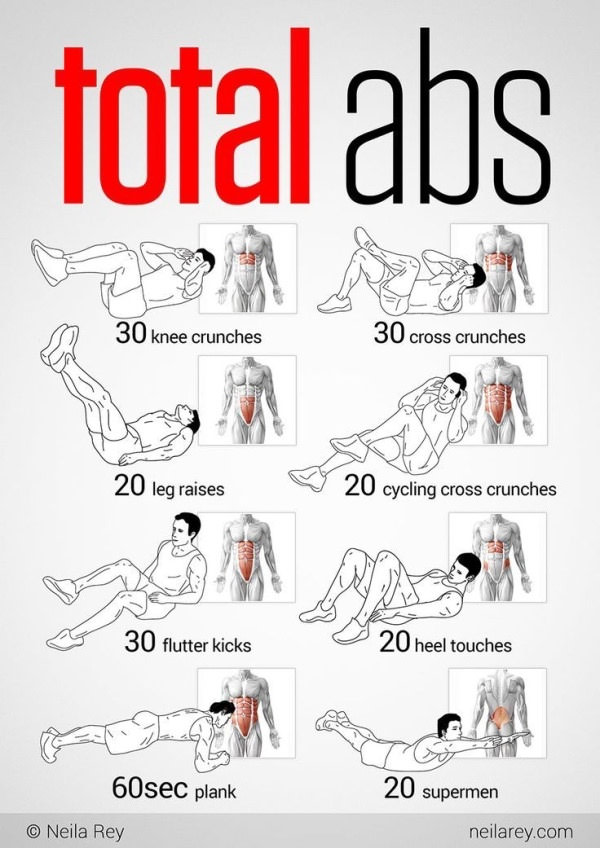 total abs
30 knee crunches
30 cross crunches
20 leg raises
20 cycling cross crunches
30 flutter kicks
20 heel touches
60sec plank
20 supermen
© Neila Rey
neilarey.com